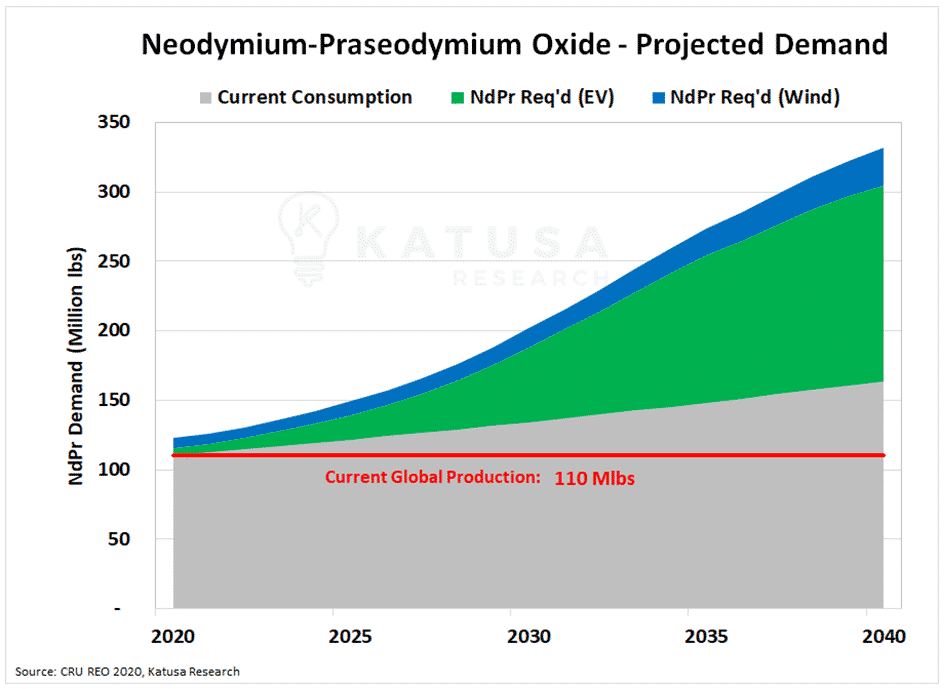 Neodymium-Praseodymium Oxide - Projected Demand
Current Consumption NdPr Req'd (EV) NdPr Req'd (Wind)
350
300
250
200
150
100
50
-
NdPr Demand (Million lbs)
KATUSA
RESEARCH
Current Global Production: 110 Mlbs
2020 2025 2030 2035 2040
Source: CRU REO 2020, Katusa Research